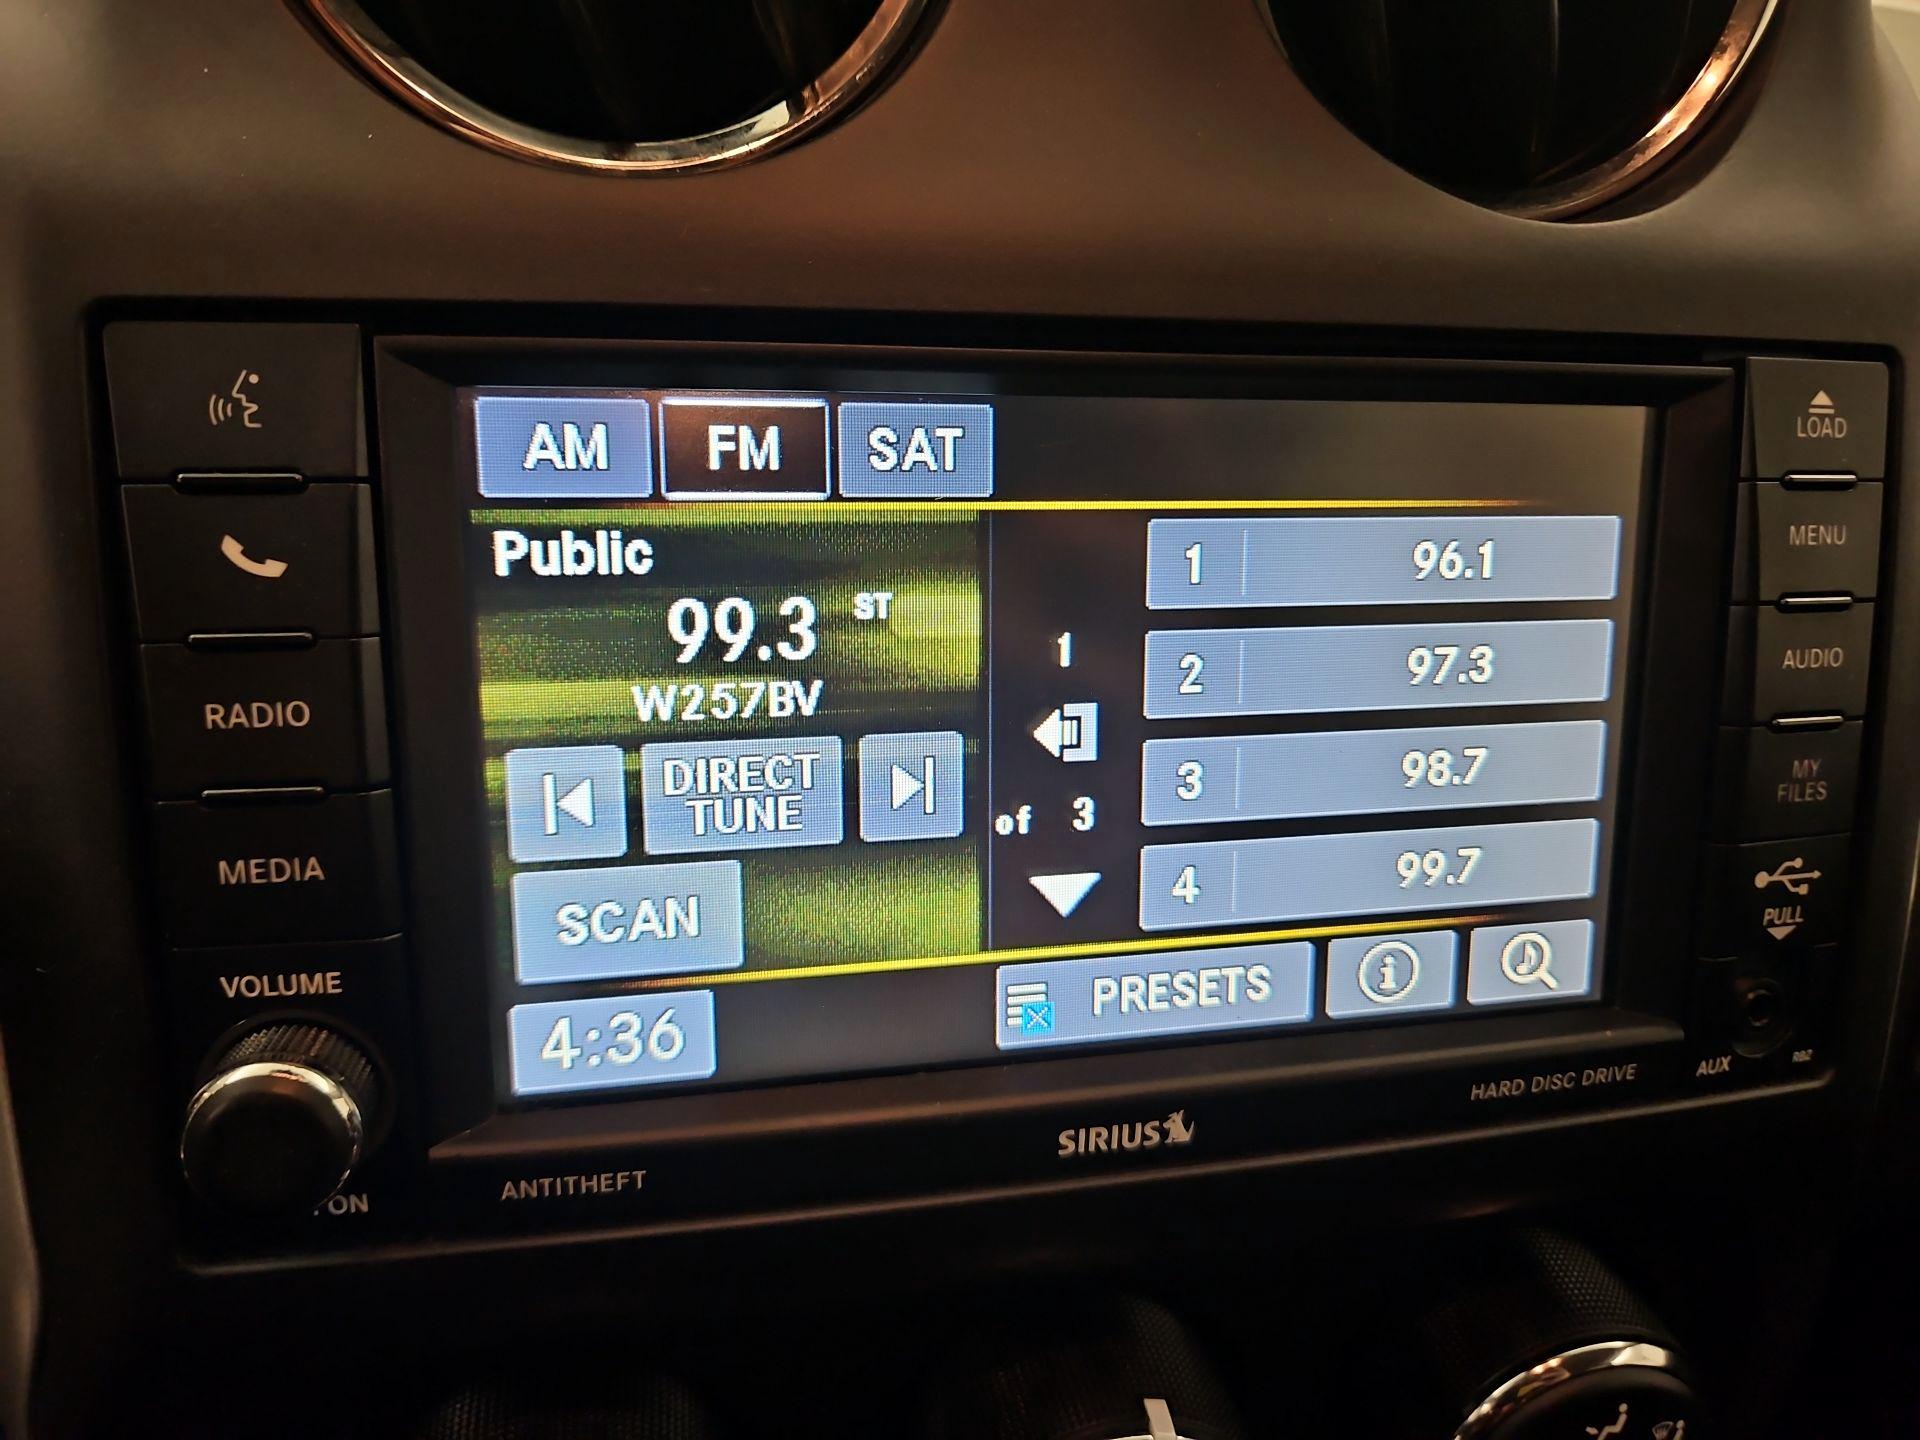 AM FM SAT
Public
99.3 ST
W257BV
DIRECT
TUNE
SCAN
4:36
1
of 3
1 96.1
2 97.3
3 98.7
4 99.7
PRESETS
RADIO
MEDIA
VOLUME
ON
LOAD
MENU
AUDIO
MY
FILES
PULL
AUX
RBZ
HARD DISC DRIVE
SIRIUS
ANTITHEFT